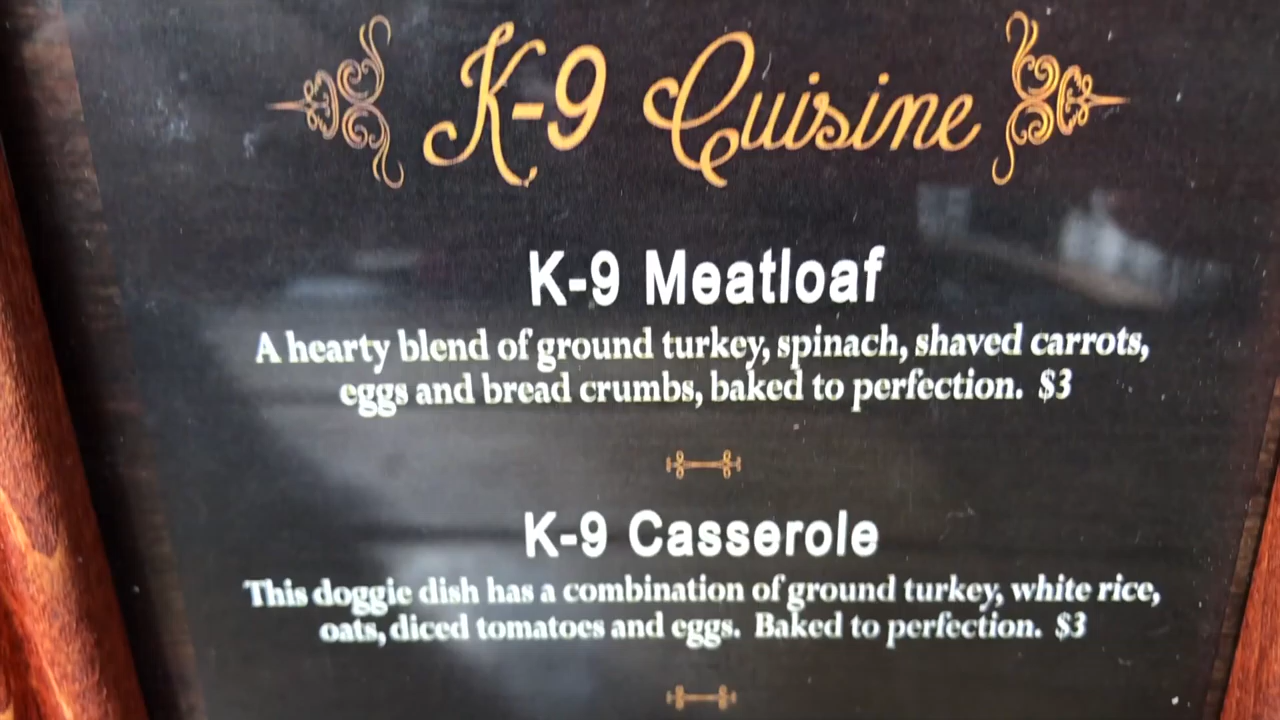 K-9 Cuisine
K-9 Meatloaf
A hearty blend of ground turkey, spinach, shaved carrots,
eggs and bread crumbs, baked to perfection. $3
K-9 Casserole
This doggie dish has a combination of ground turkey, white rice,
oats, diced tomatoes and eggs. Baked to perfection. $3